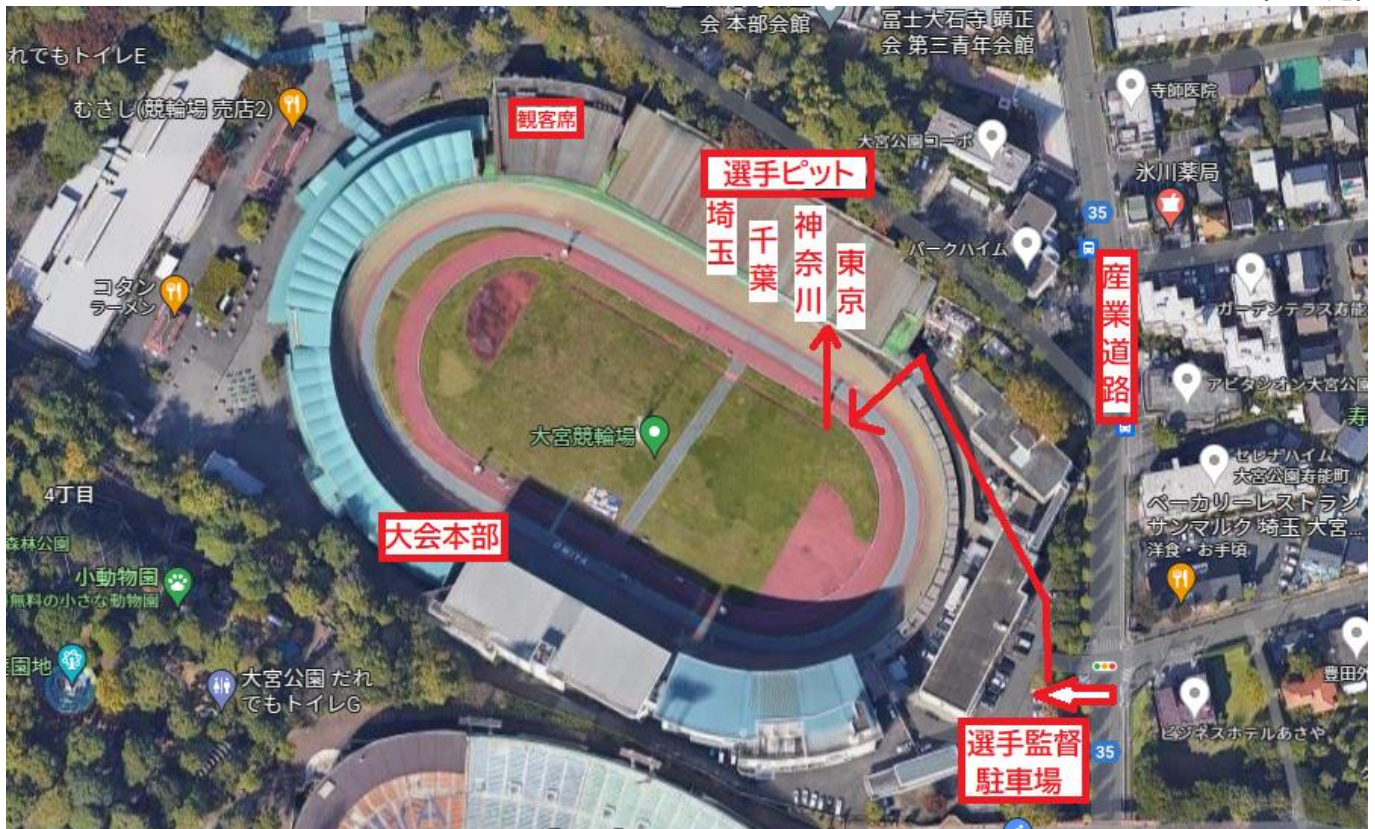 会 本部会館
冨士大石寺 顕正
会 第三青年会館
れでもトイレE
むさし(競輪場 売店2)
観客席
寺師医院
大宮公園コーポ
選手ピット
氷川薬局
埼玉
千葉
神奈川
東京
35
パークハイム
産業道路
コタン
ラーメン
ガーデンテラス寿能
アビタシオン大宮公園
寿
大宮競輪場
セレナハイム
大宮公園寿能町
4丁目
ベーカリーレストラン
サンマルク 埼玉 大宮...
洋食・お手頃
大会本部
森林公園
小動物園
無料の小さな動物園
園地
大宮公園 だれ
でもトイレG
豊田外
ビジネスホテルあさや
選手監督
駐車場
35